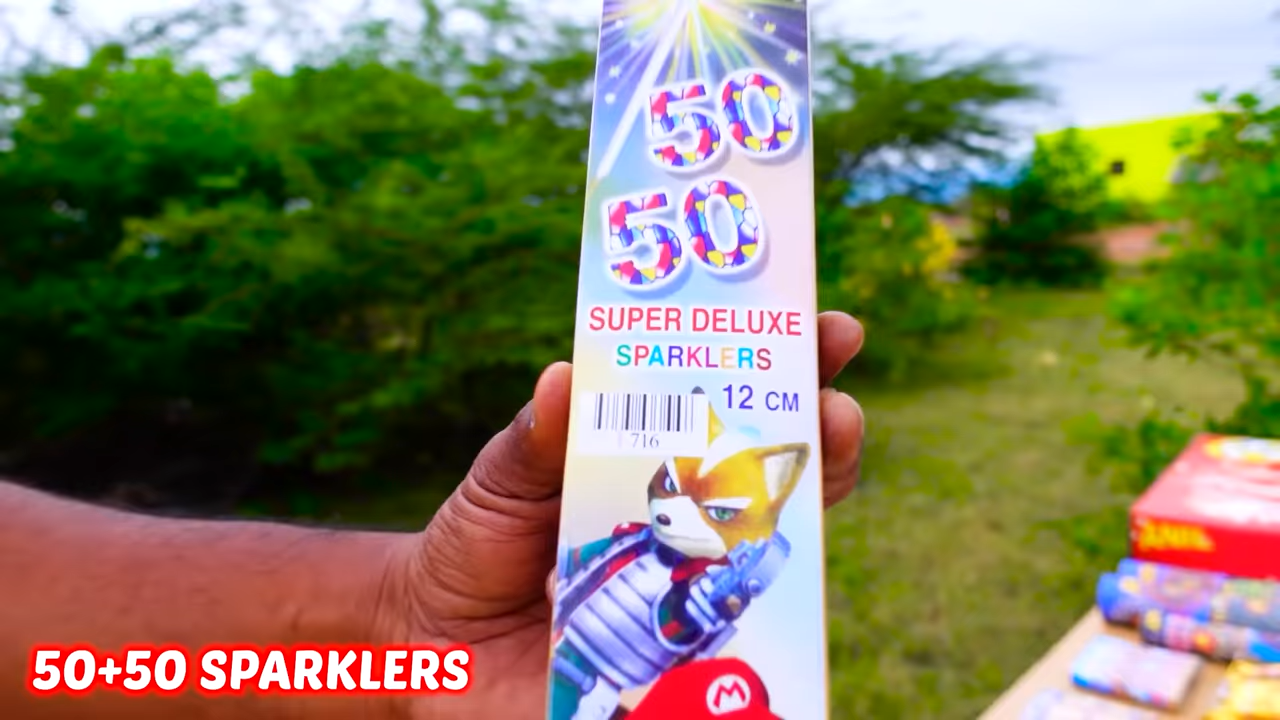 50
50
SUPER DELUXE
SPARKLERS
12 CM
716
M
50+50 SPARKLERS